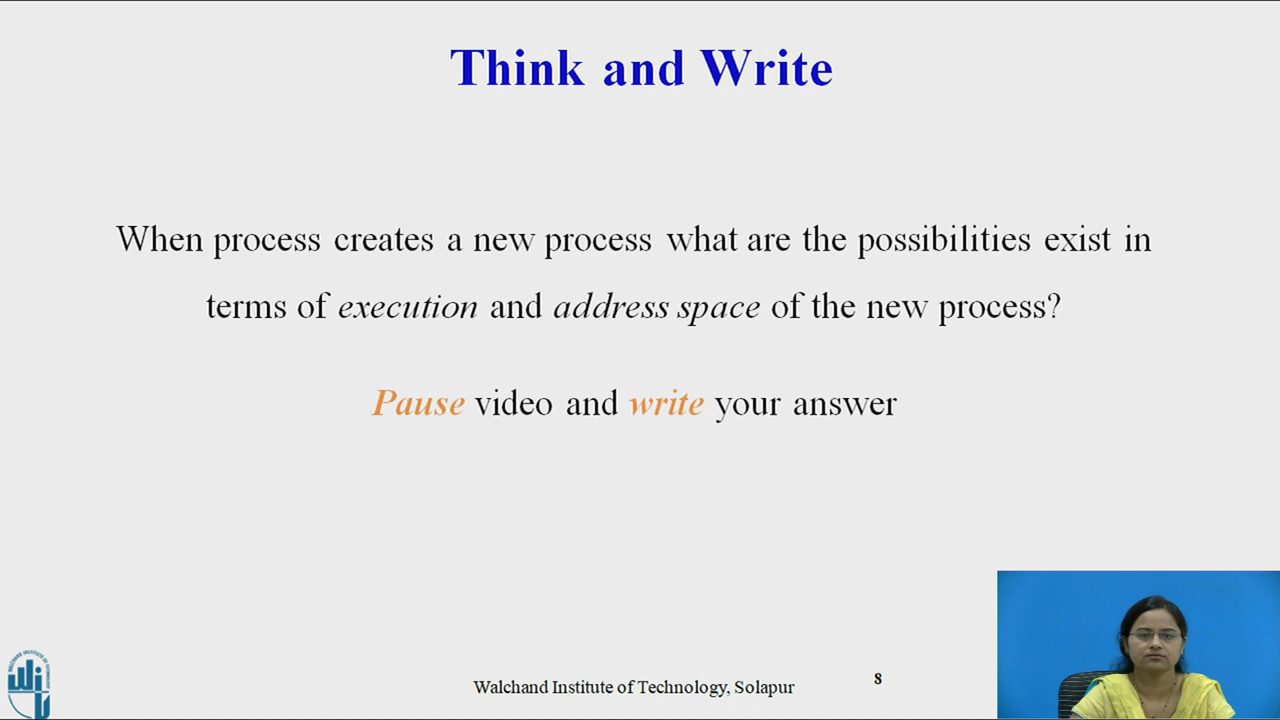 Think and Write
When process creates a new process what are the possibilities exist in
terms of execution and address space of the new process?
Pause video and write your answer
Walchand Institute of Technology, Solapur
8